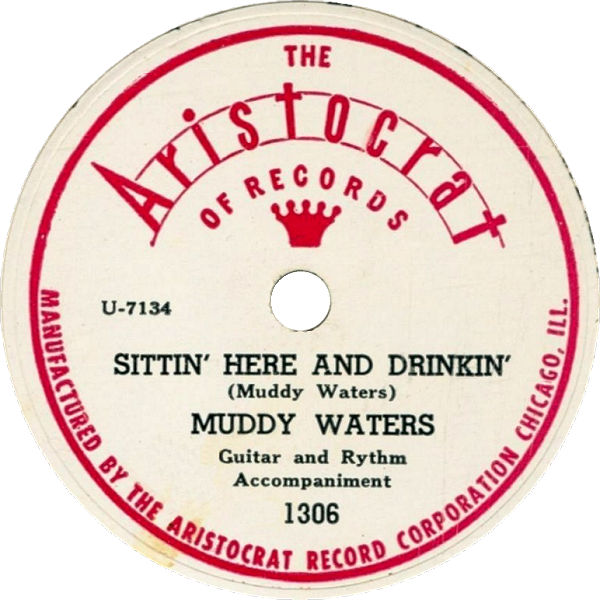 THE
Aristocrat
OF RECORDS
U-7134
SITTIN' HERE AND DRINKIN'
(Muddy Waters)
MUDDY WATERS
Guitar and Rythm
Accompaniment
1306
MANUFACTURED BY THE ARISTOCRAT RECORD CORPORATION CHICAGO, ILL.